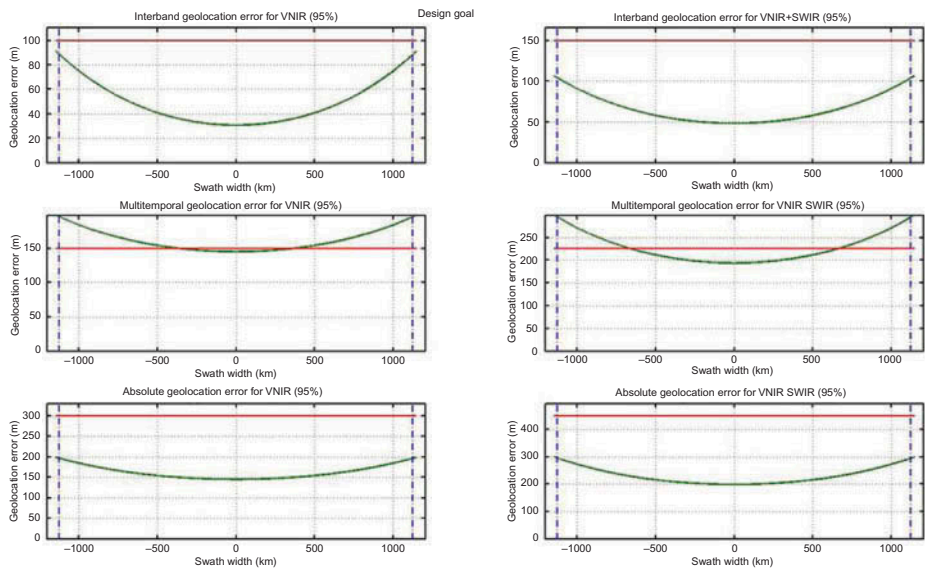 Design goal
Interband geolocation error for VNIR (95%)
Geolocation error (m)
100
80
60
40
20
0
–1000 –500 0 500 1000
Swath width (km)
Interband geolocation error for VNIR+SWIR (95%)
Geolocation error (m)
150
100
50
0
–1000 –500 0 500 1000
Swath width (km)
Multitemporal geolocation error for VNIR (95%)
Geolocation error (m)
150
100
50
0
–1000 –500 0 500 1000
Swath width (km)
Multitemporal geolocation error for VNIR SWIR (95%)
Geolocation error (m)
250
200
150
100
50
0
–1000 –500 0 500 1000
Swath width (km)
Absolute geolocation error for VNIR (95%)
Geolocation error (m)
300
250
200
150
100
50
0
–1000 –500 0 500 1000
Swath width (km)
Absolute geolocation error for VNIR SWIR (95%)
Geolocation error (m)
400
300
200
100
0
–1000 –500 0 500 1000
Swath width (km)